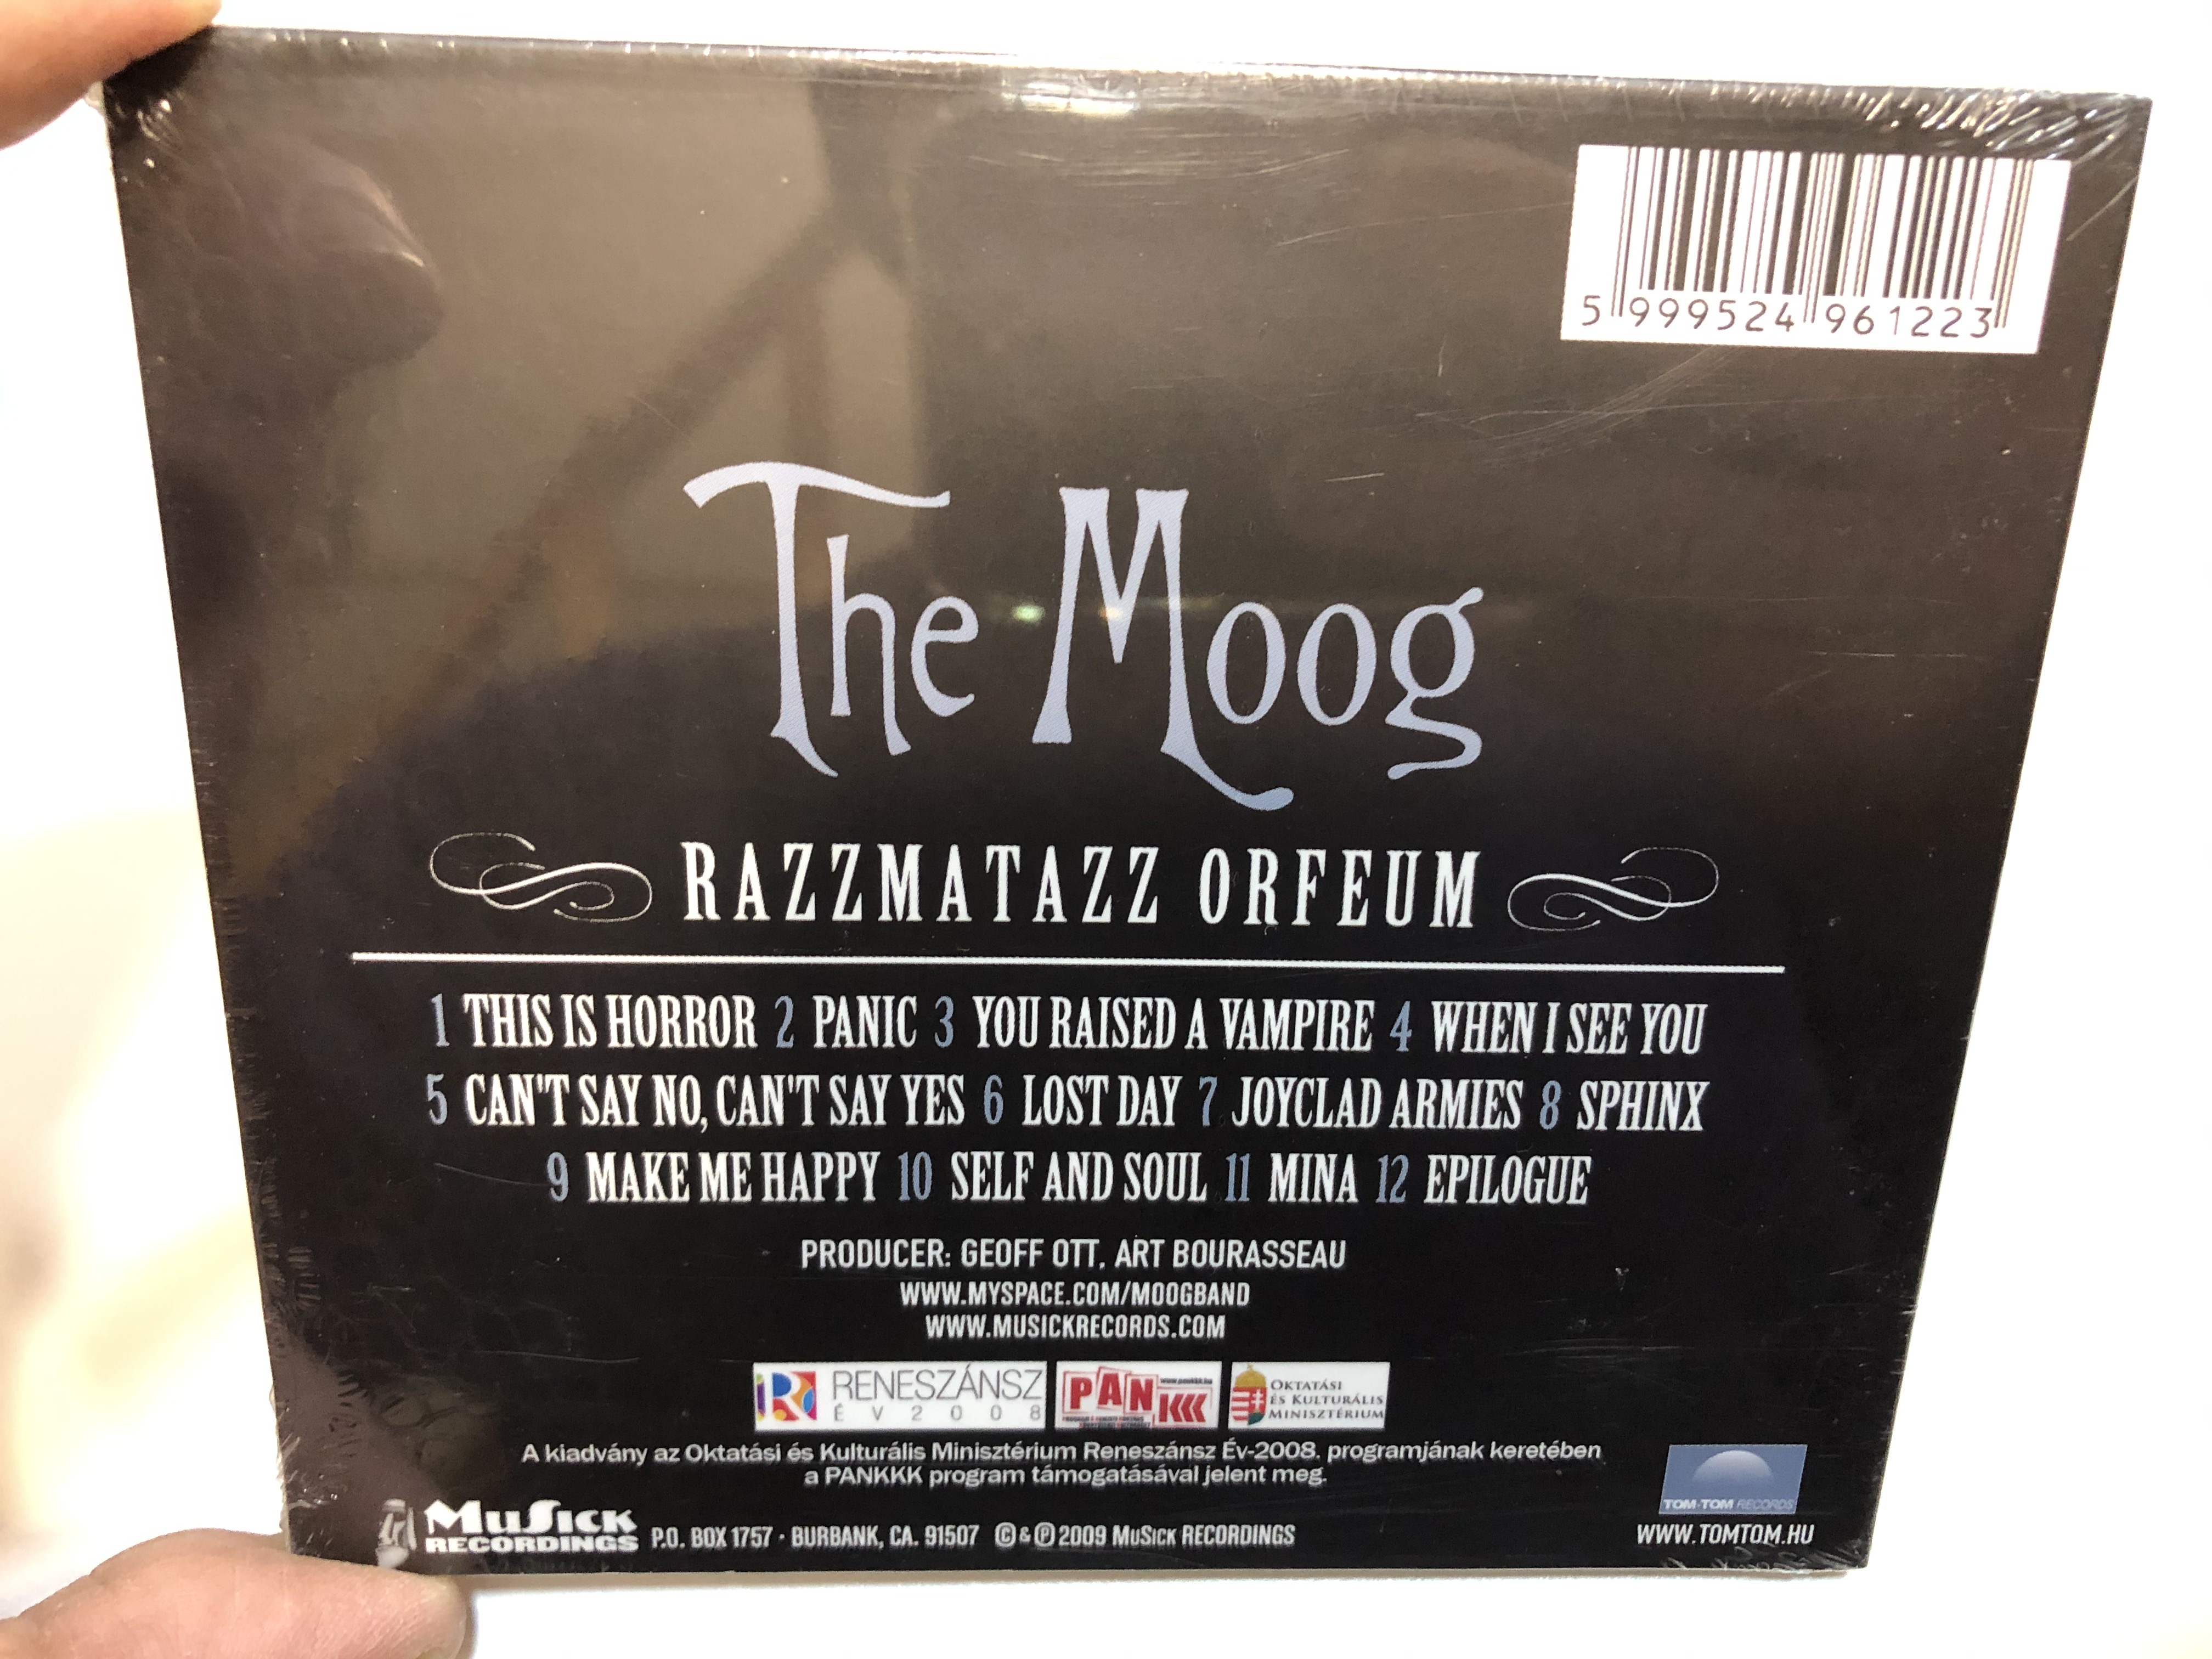 5 999524 961223
The Moog
RAZZMATAZZ ORFEUM
1 THIS IS HORROR 2 PANIC 3 YOU RAISED A VAMPIRE 4 WHEN I SEE YOU
5 CAN'T SAY NO, CAN'T SAY YES 6 LOST DAY 7 JOYCLAD ARMIES 8 SPHINX
9 MAKE ME HAPPY 10 SELF AND SOUL 11 MINA 12 EPILOGUE
PRODUCER: GEOFF OTT, ART BOURASSEAU
WWW.MYSPACE.COM/MOOGBAND
WWW.MUSICKRECORDS.COM
R RENESZÁNSZ
ÉV 2008
PANKKK
www.pankkk.hu
OKTATÁSI
ÉS KULTURÁLIS
MINISZTÉRIUM
A kiadvány az Oktatási és Kulturális Minisztérium Reneszánsz Év-2008. programjának keretében
a PANKKK program támogatásával jelent meg.
MuSick
RECORDINGS
P.O. BOX 1757 · BURBANK, CA. 91507 © & ℗ 2009 MuSick RECORDINGS
TOM-TOM RECORDS
WWW.TOMTOM.HU